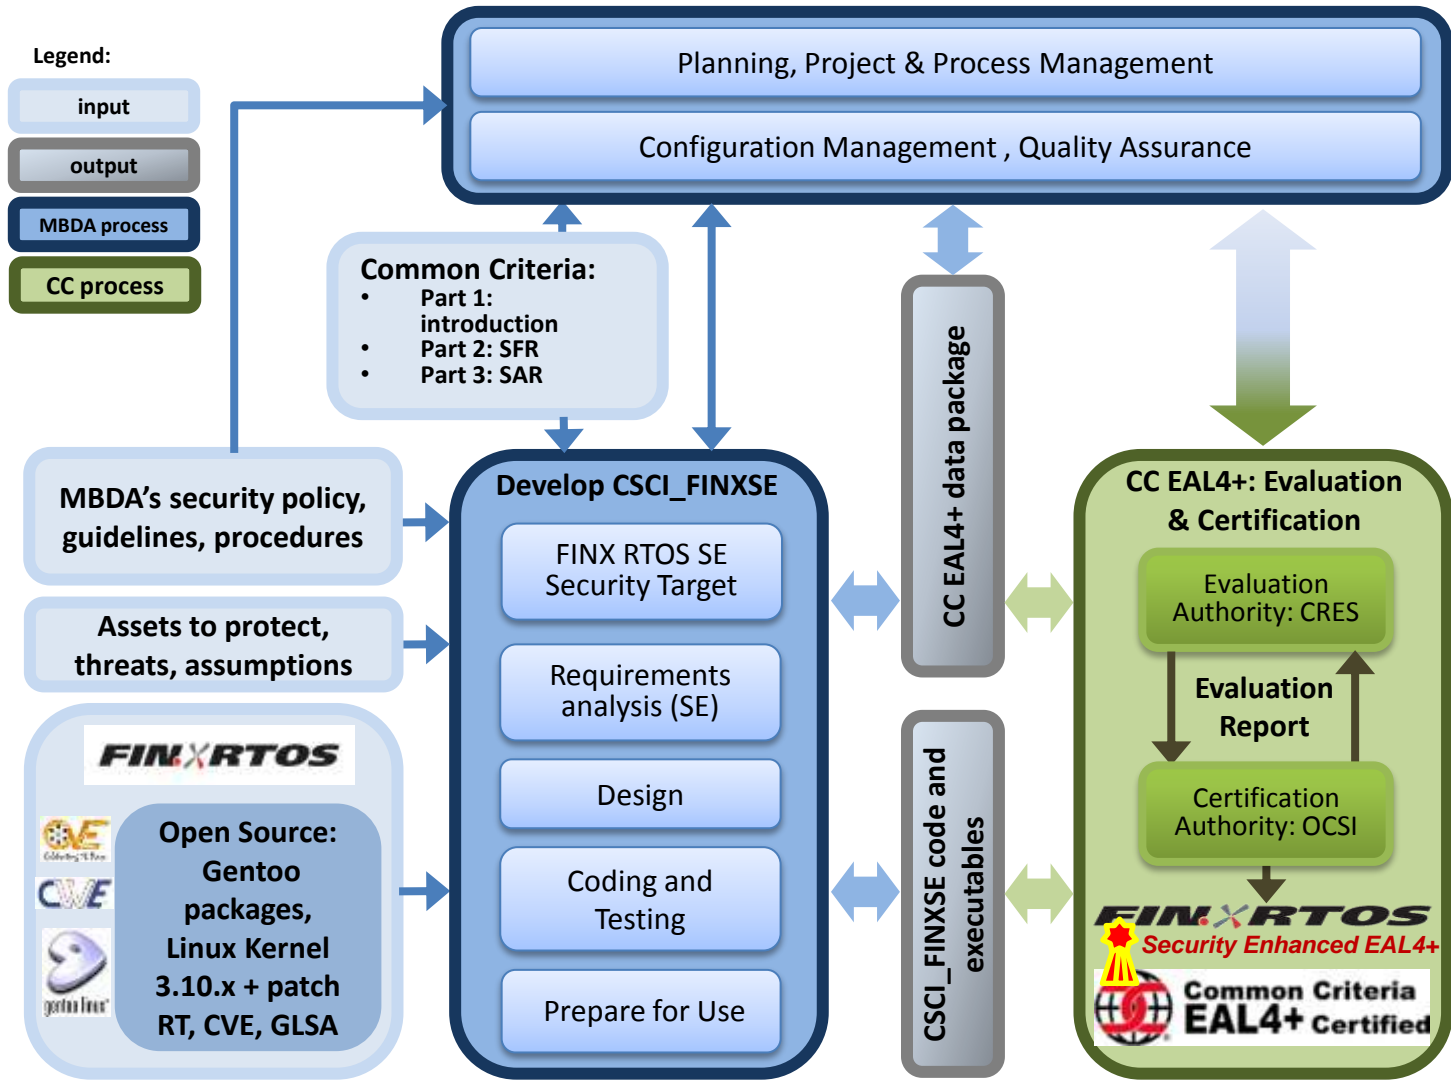 Legend:
input
output
MBDA process
CC process
Planning, Project & Process Management
Configuration Management , Quality Assurance
Common Criteria:
• Part 1:
introduction
• Part 2: SFR
• Part 3: SAR
MBDA's security policy,
guidelines, procedures
Assets to protect,
threats, assumptions
FINXRTOS
CVE
CWE
gentoo linux
Open Source:
Gentoo
packages,
Linux Kernel
3.10.x + patch
RT, CVE, GLSA
Develop CSCI_FINXSE
FINX RTOS SE
Security Target
Requirements
analysis (SE)
Design
Coding and
Testing
Prepare for Use
CC EAL4+ data package
CSCI_FINXSE code and
executables
CC EAL4+: Evaluation
& Certification
Evaluation
Authority: CRES
Evaluation
Report
Certification
Authority: OCSI
FINXRTOS
Security Enhanced EAL4+
Common Criteria
EAL4+ Certified